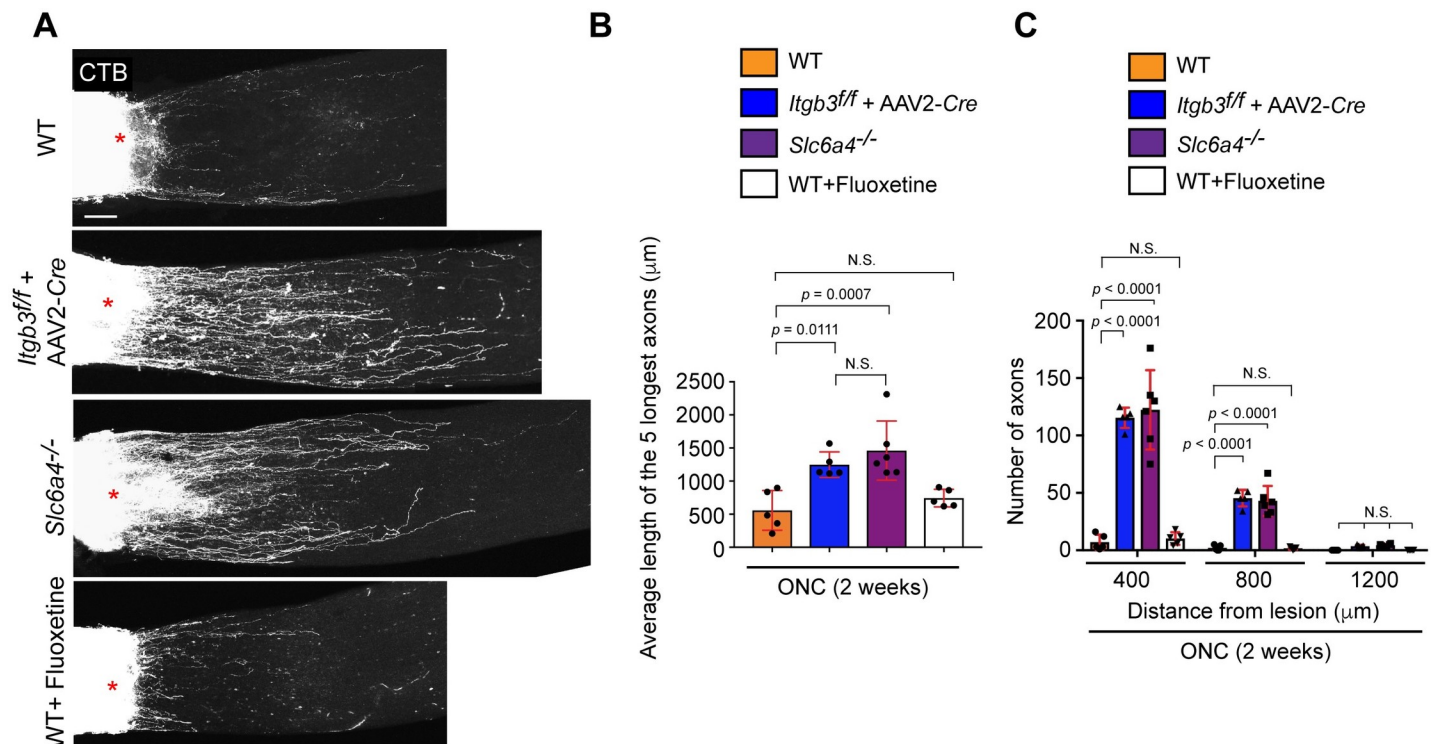 A
CTB
WT
*
Itgb3f/f +
AAV2-Cre
*
Slc6a4-/-
*
WT+ Fluoxetine
*
B
WT
Itgb3f/f + AAV2-Cre
Slc6a4-/-
WT+Fluoxetine
Average length of the 5 longest axons (μm)
N.S.
p = 0.0007
p = 0.0111
N.S.
2500
2000
1500
1000
500
0
ONC (2 weeks)
C
WT
Itgb3f/f + AAV2-Cre
Slc6a4-/-
WT+Fluoxetine
Number of axons
N.S.
p < 0.0001
p < 0.0001
N.S.
p < 0.0001
p < 0.0001
N.S.
200
150
100
50
0
400 800 1200
Distance from lesion (μm)
ONC (2 weeks)